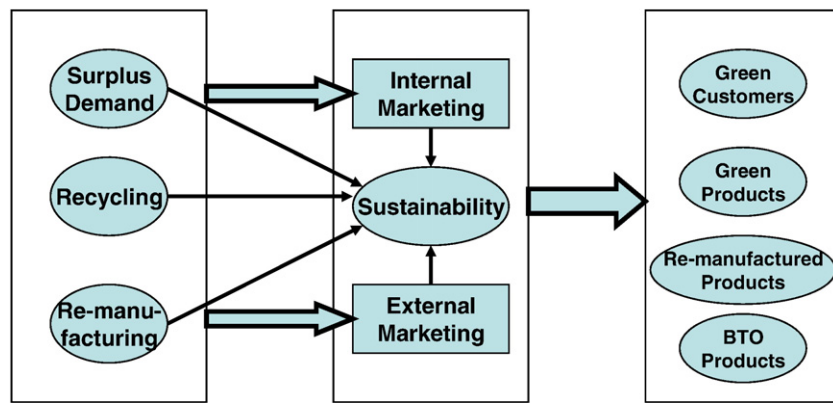 Surplus
Demand
Recycling
Re-manu-
facturing
Internal
Marketing
Sustainability
External
Marketing
Green
Customers
Green
Products
Re-manufactured
Products
BTO
Products